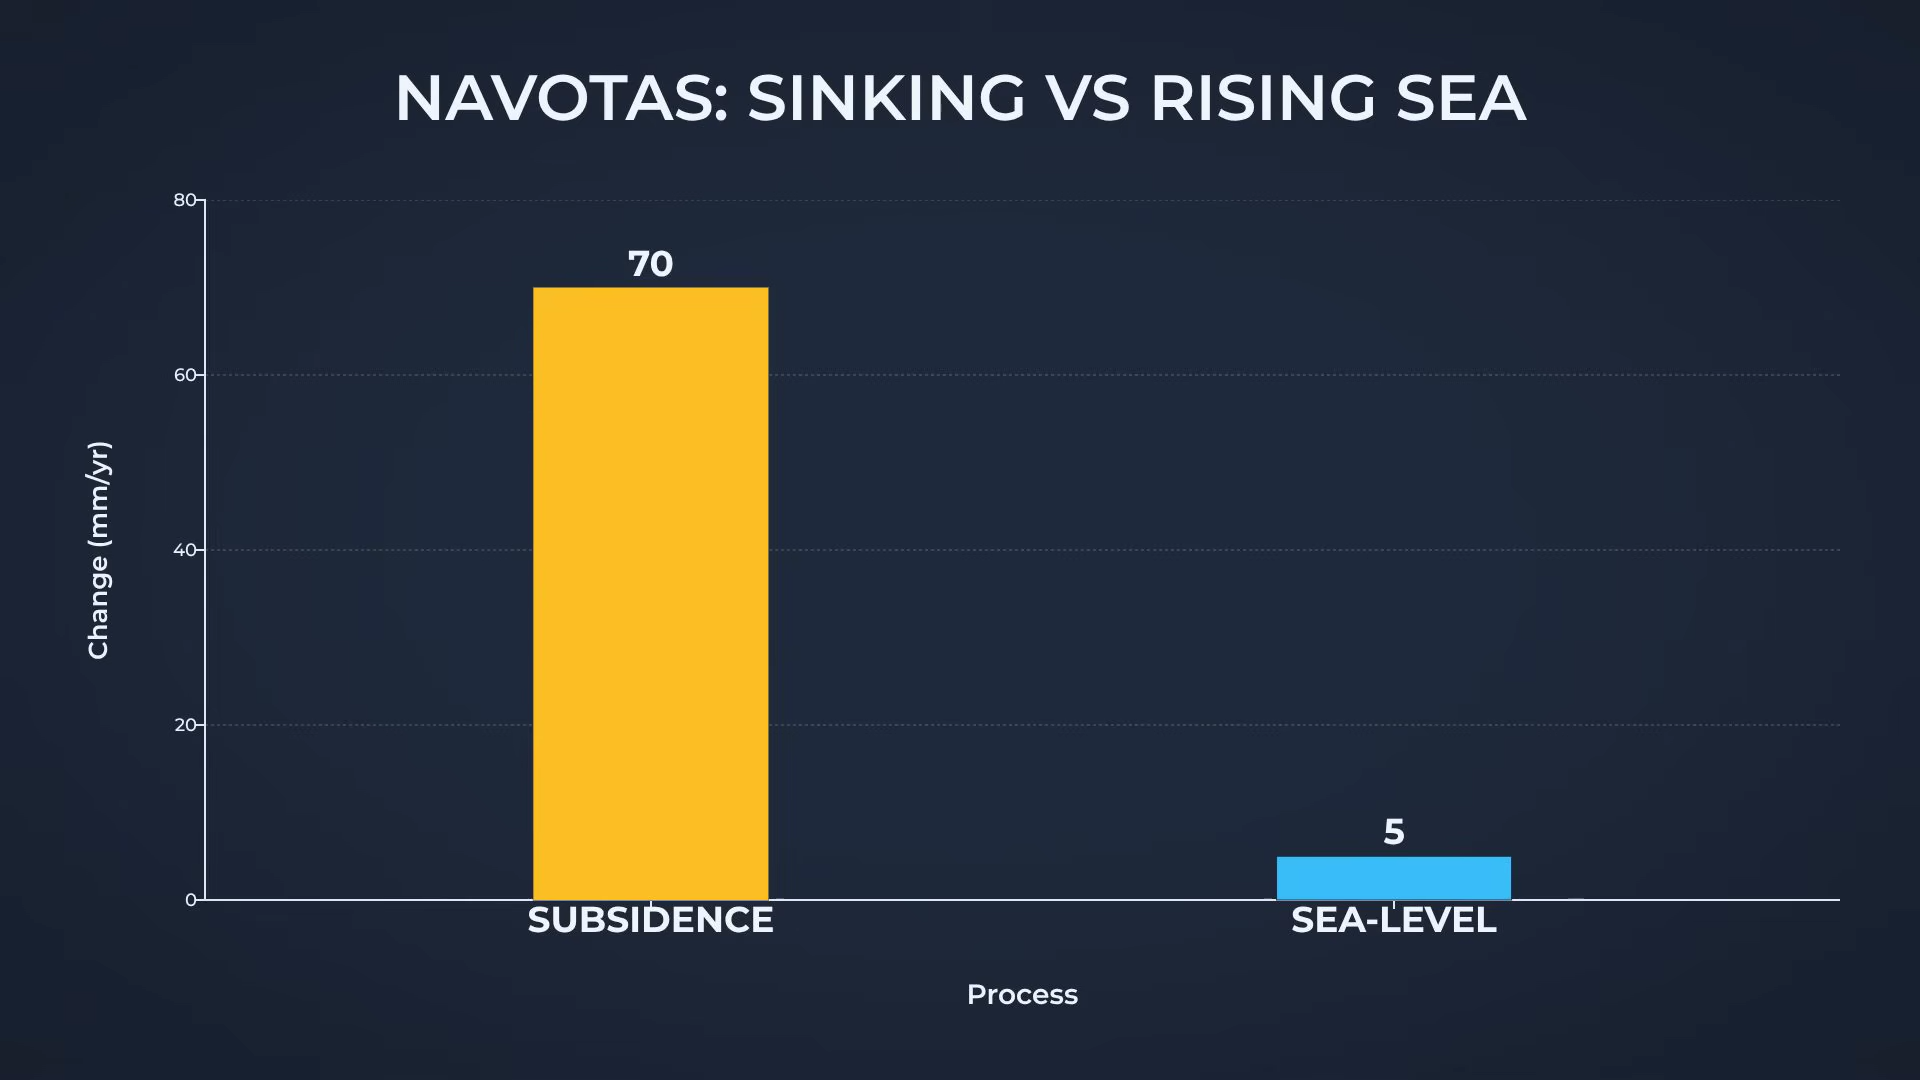 NAVOTAS: SINKING VS RISING SEA
80
70
60
40
20
5
0
Change (mm/yr)
SUBSIDENCE
SEA-LEVEL
Process